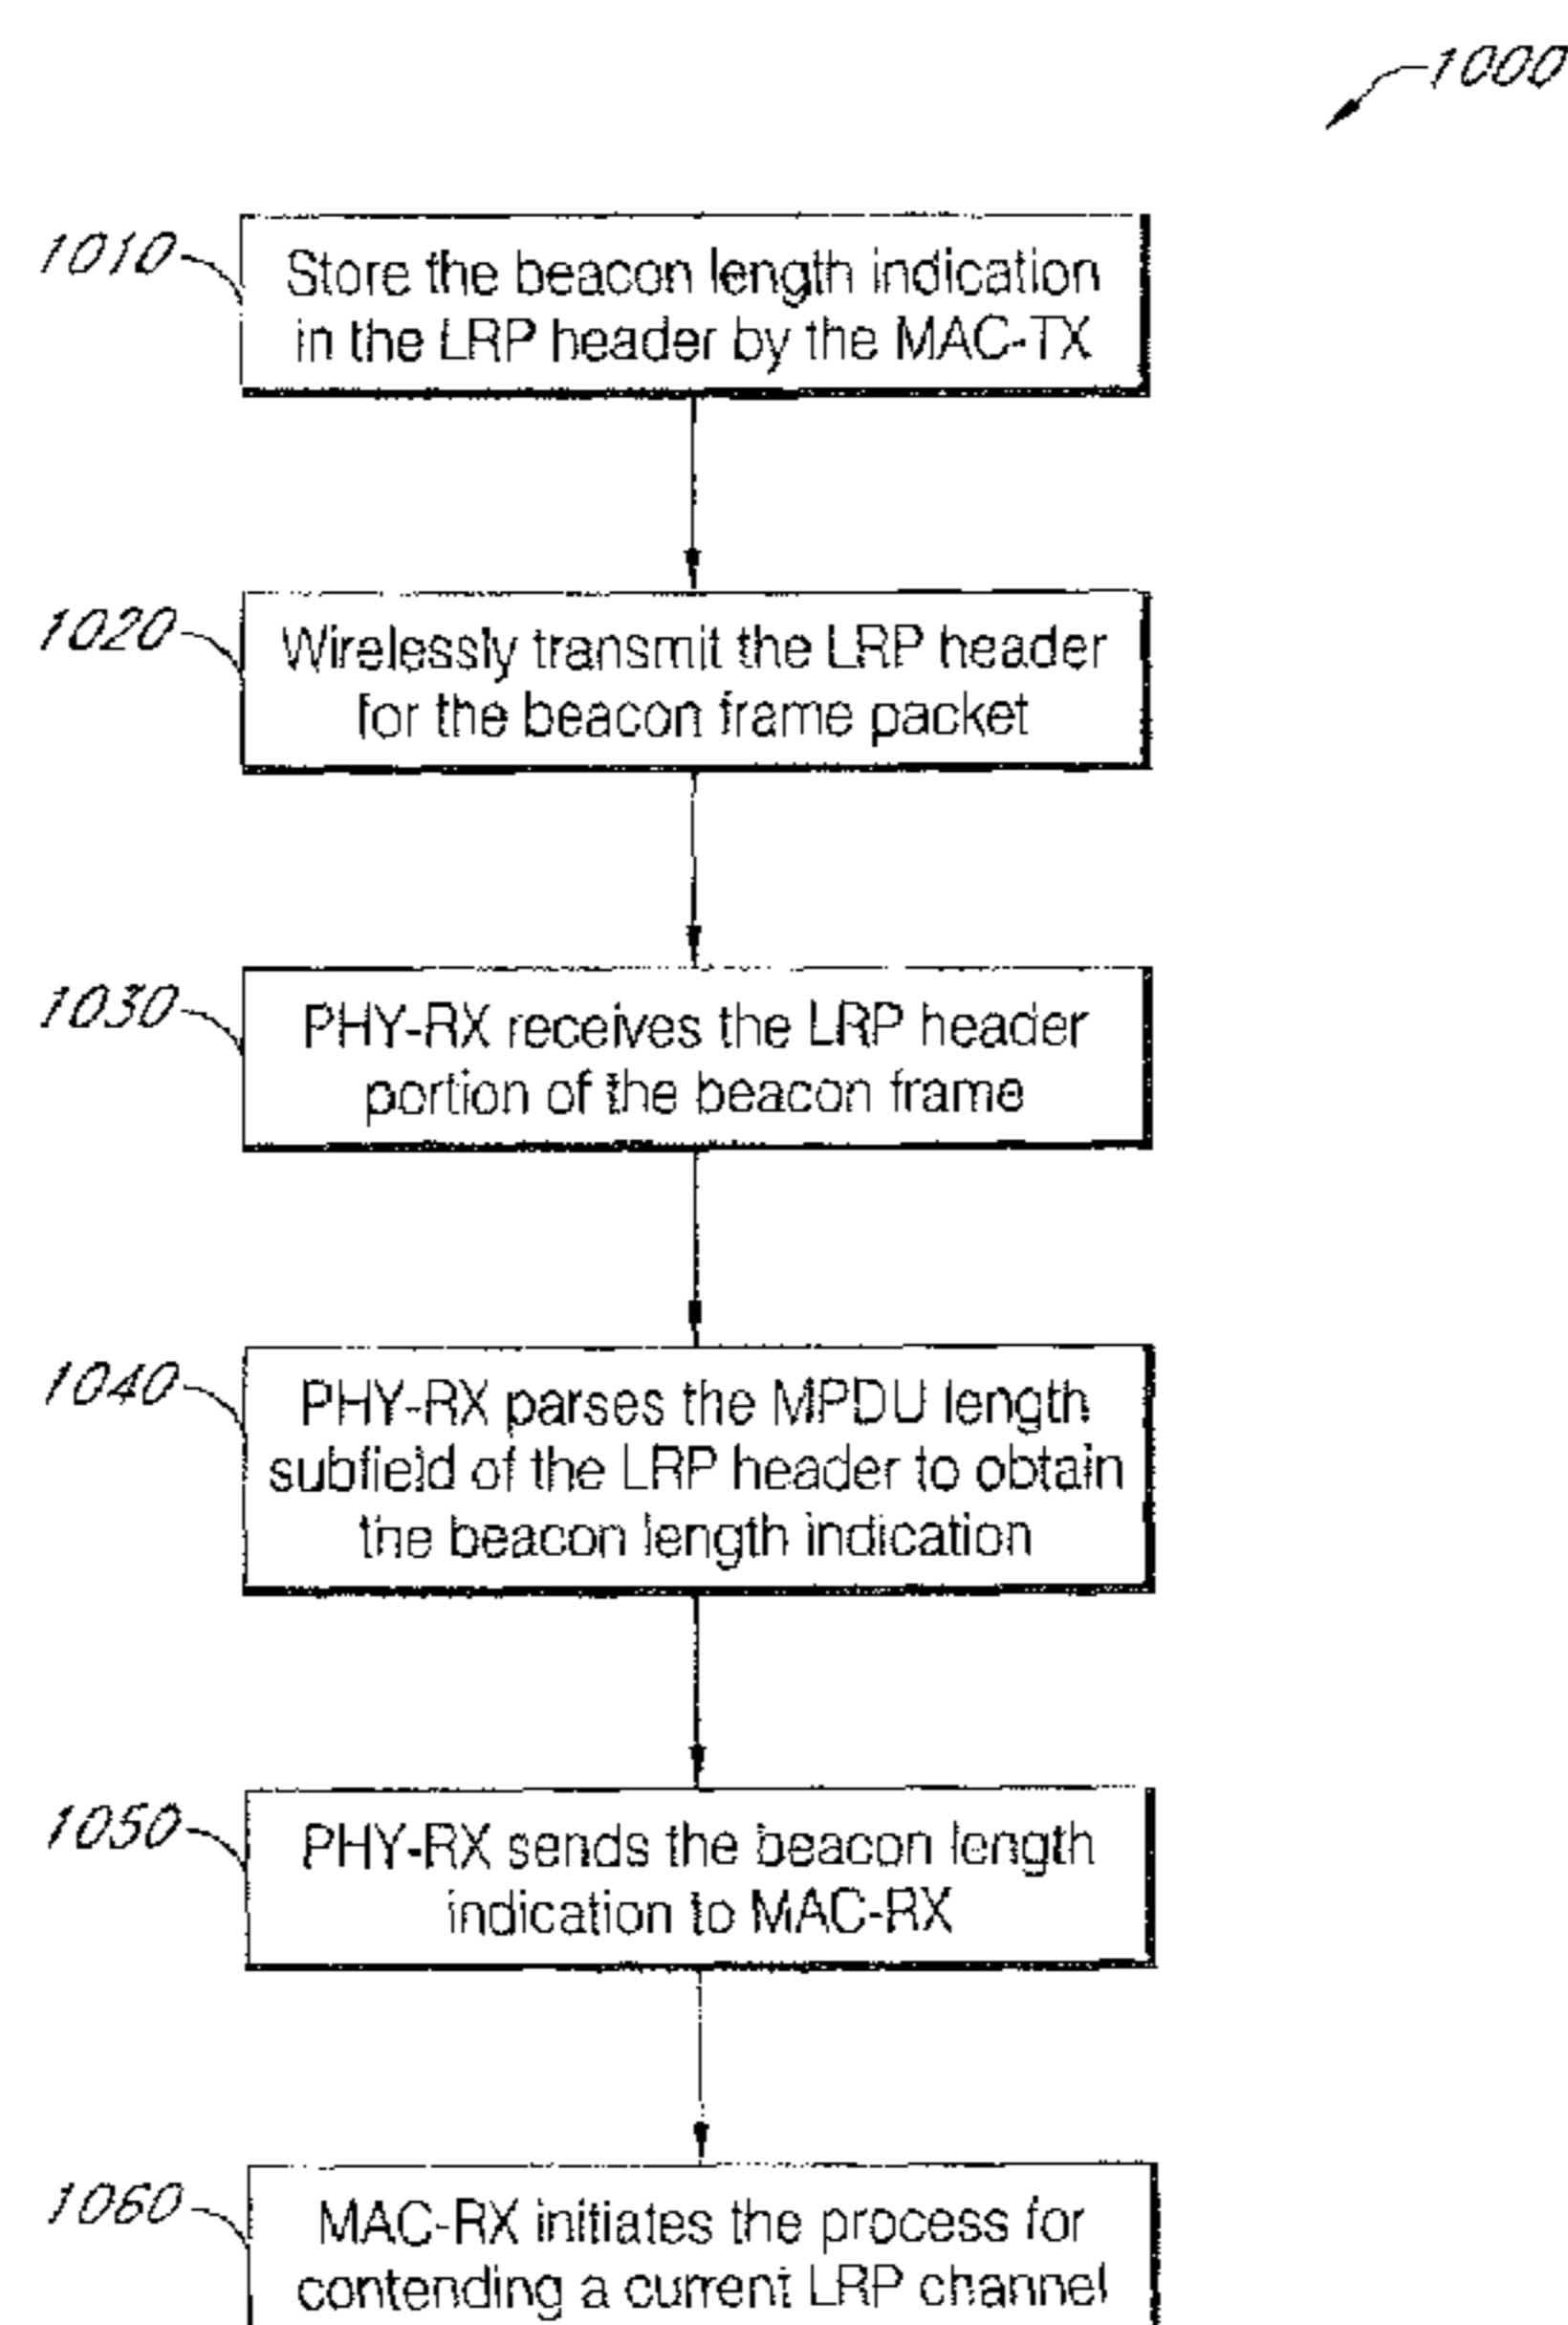 1000
1010
Store the beacon length indication
in the LRP header by the MAC-TX
1020
Wirelessly transmit the LRP header
for the beacon frame packet
1030
PHY-RX receives the LRP header
portion of the beacon frame
1040
PHY-RX parses the MPDU length
subfield of the LRP header to obtain
the beacon length indication
1050
PHY-RX sends the beacon length
indication to MAC-RX
1060
MAC-RX initiates the process for
contending a current LRP channel